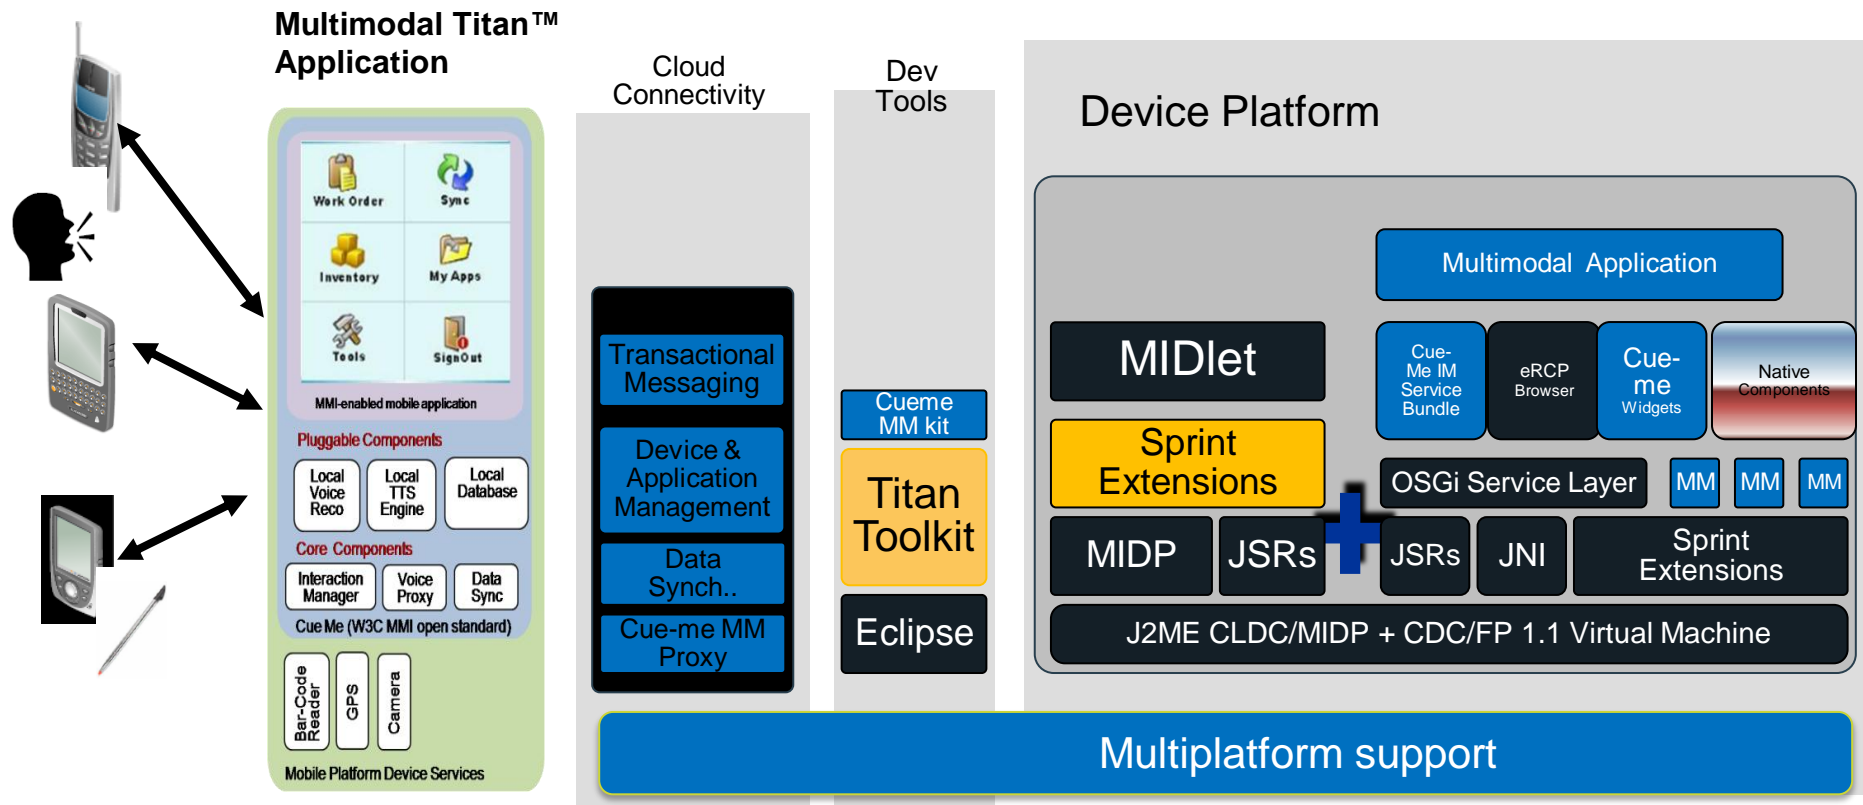 Multimodal Titan™
Application
Work Order
Sync
Inventory
My Apps
Tools
SignOut
MMI-enabled mobile application
Pluggable Components
Local
Voice
Reco
Local
TTS
Engine
Local
Database
Core Components
Interaction
Manager
Voice
Proxy
Data
Sync
Cue Me (W3C MMI open standard)
Bar-Code
Reader
GPS
Camera
Mobile Platform Device Services
Cloud
Connectivity
Transactional
Messaging
Device &
Application
Management
Data
Synch..
Cue-me MM
Proxy
Dev
Tools
Cueme
MM kit
Titan
Toolkit
Eclipse
Device Platform
Multimodal Application
MIDlet
Cue-
Me IM
Service
Bundle
eRCP
Browser
Cue-
me
Widgets
Native
Components
Sprint
Extensions
OSGi Service Layer
MM
MM
MM
MIDP
JSRs
JSRs
JNI
Sprint
Extensions
J2ME CLDC/MIDP + CDC/FP 1.1 Virtual Machine
Multiplatform support